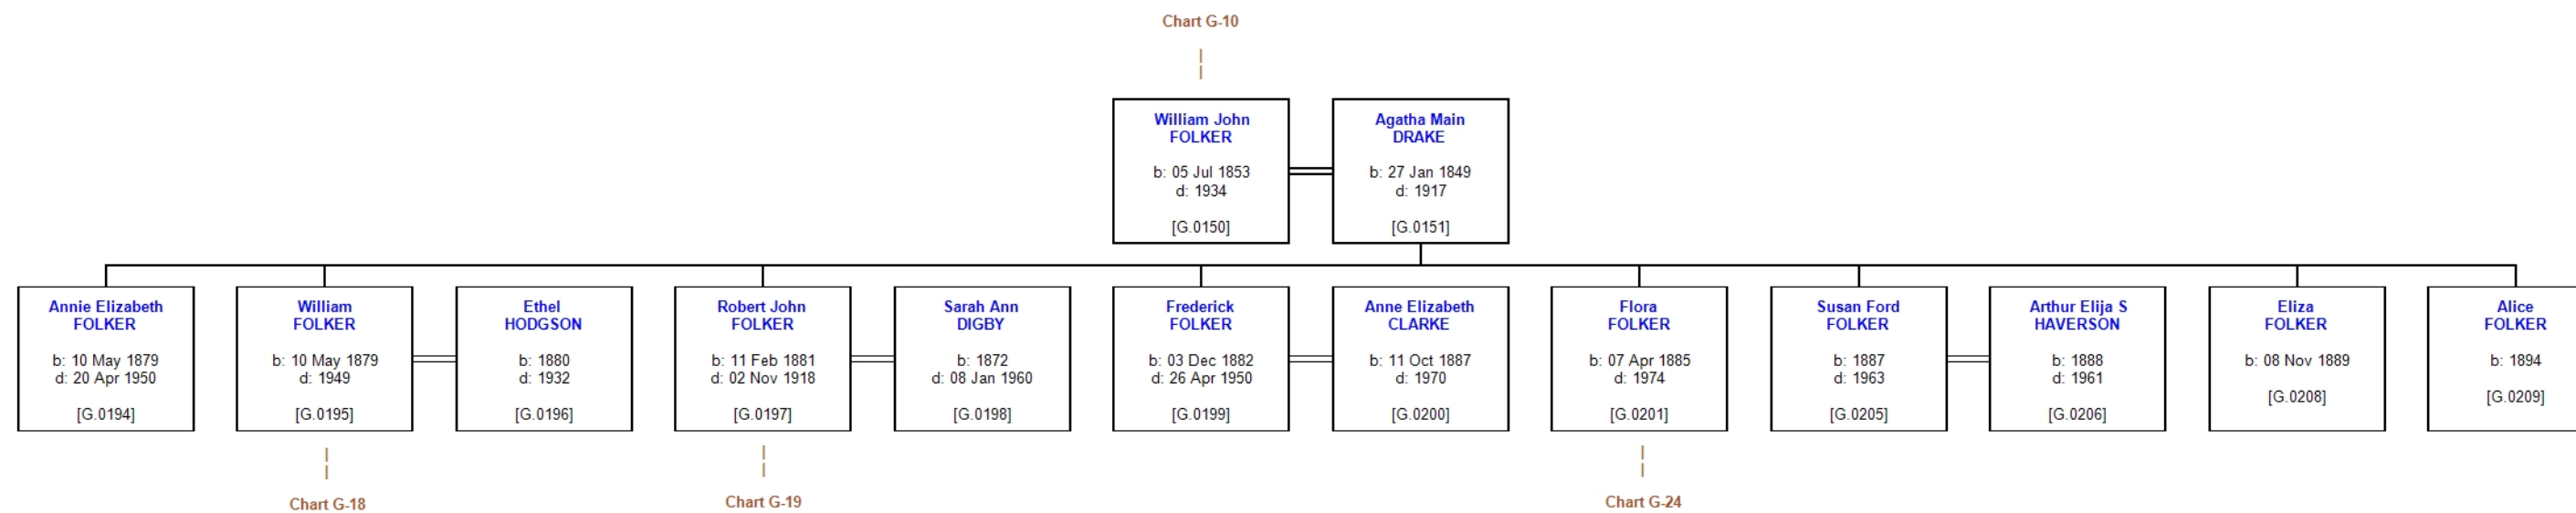 Chart G-10
William John
FOLKER
b: 05 Jul 1853
d: 1934
[G.0150]
Agatha Main
DRAKE
b: 27 Jan 1849
d: 1917
[G.0151]
Annie Elizabeth
FOLKER
b: 10 May 1879
d: 20 Apr 1950
[G.0194]
William
FOLKER
b: 10 May 1879
d: 1949
[G.0195]
Ethel
HODGSON
b: 1880
d: 1932
[G.0196]
Robert John
FOLKER
b: 11 Feb 1881
d: 02 Nov 1918
[G.0197]
Sarah Ann
DIGBY
b: 1872
d: 08 Jan 1960
[G.0198]
Frederick
FOLKER
b: 03 Dec 1882
d: 26 Apr 1950
[G.0199]
Anne Elizabeth
CLARKE
b: 11 Oct 1887
d: 1970
[G.0200]
Flora
FOLKER
b: 07 Apr 1885
d: 1974
[G.0201]
Susan Ford
FOLKER
b: 1887
d: 1963
[G.0205]
Arthur Elija S
HAVERSON
b: 1888
d: 1961
[G.0206]
Eliza
FOLKER
b: 08 Nov 1889
[G.0208]
Alice
FOLKER
b: 1894
[G.0209]
Chart G-18
Chart G-19
Chart G-24